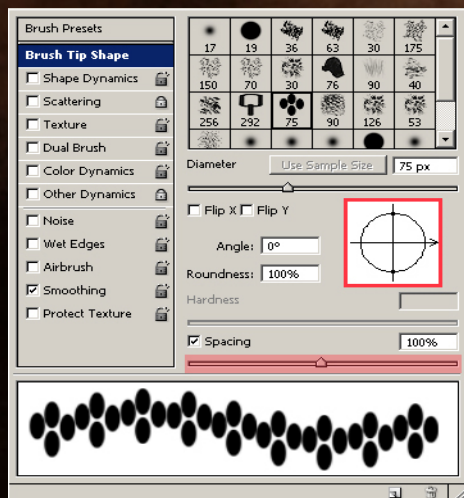 Brush Presets
Brush Tip Shape
Shape Dynamics
Scattering
Texture
Dual Brush
Color Dynamics
Other Dynamics
Noise
Wet Edges
Airbrush
Smoothing
Protect Texture
17 19 36 63 30 175
150 70 30 76 90 40
256 292 75 90 126 53
Diameter Use Sample Size 75 px
Flip X Flip Y
Angle: 0°
Roundness: 100%
Hardness
Spacing 100%